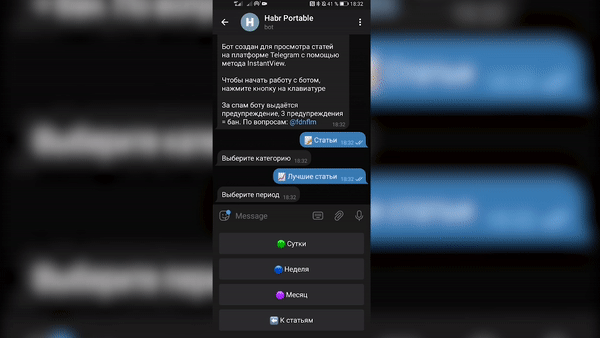 41 % 18:32
Habr Portable
bot
Бот создан для просмотра статей
на платформе Telegram с помощью
метода InstantView.
Чтобы начать работу с ботом,
нажмите кнопку на клавиатуре
За спам боту выдаётся
предупреждение, 3 предупреждения
= бан. По вопросам: @fdnflm 18:32
Статьи 18:32
Выберите категорию 18:32
Лучшие статьи 18:32
Выберите период 18:32
Message
Сутки
Неделя
Месяц
К статьям